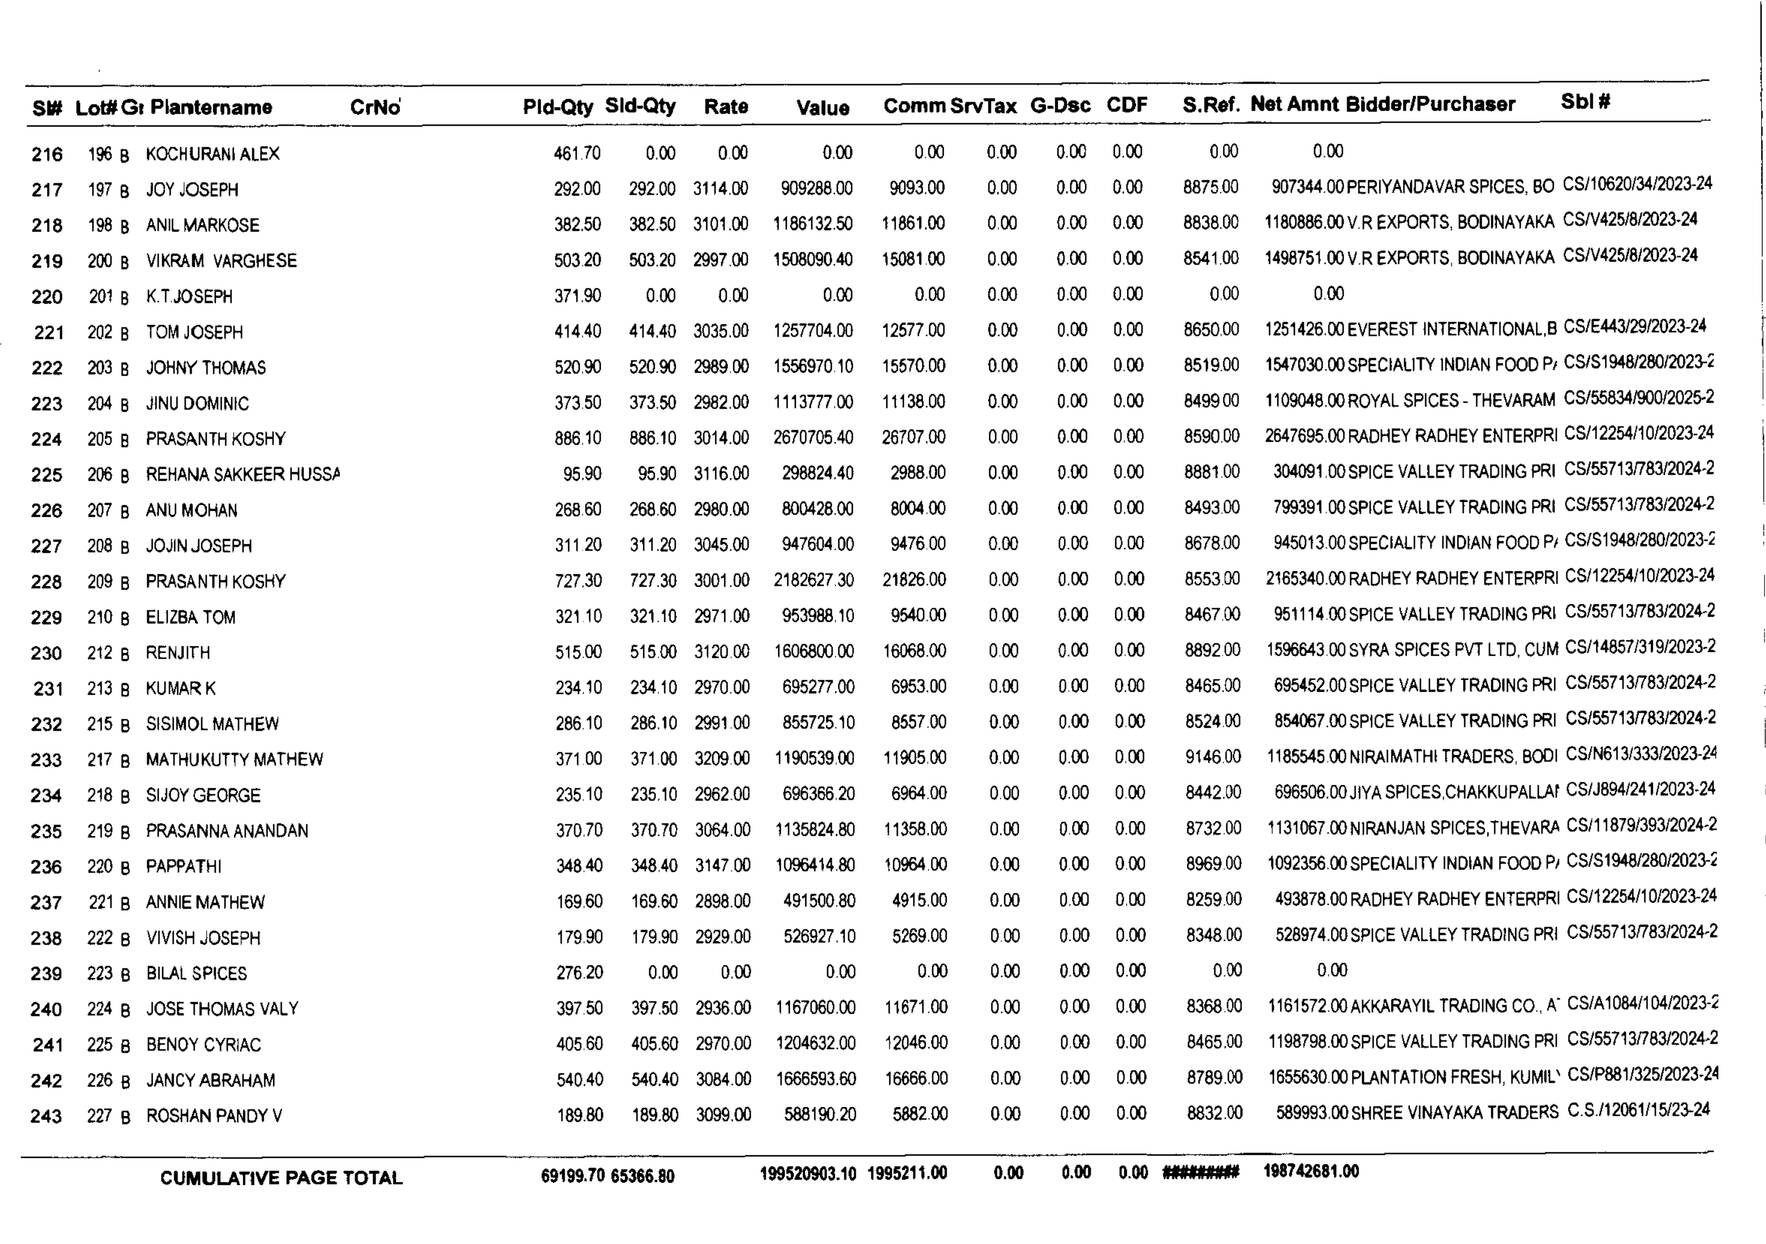 Sl# Lot# Gr Plantername CrNo Pld-Qty Sld-Qty Rate Value Comm SrvTax G-Dsc CDF S.Ref. Net Amnt Bidder/Purchaser Sbl #
216 196 B KOCHURANI ALEX 461.70 0.00 0.00 0.00 0.00 0.00 0.00 0.00 0.00 0.00
217 197 B JOY JOSEPH 292.00 292.00 3114.00 909288.00 9093.00 0.00 0.00 0.00 8875.00 907344.00 PERIYANDAVAR SPICES, BO CS/10620/34/2023-24
218 198 B ANIL MARKOSE 382.50 382.50 3101.00 1186132.50 11861.00 0.00 0.00 0.00 8838.00 1180886.00 V.R EXPORTS, BODINAYAKA CS/V425/8/2023-24
219 200 B VIKRAM VARGHESE 503.20 503.20 2997.00 1508090.40 15081.00 0.00 0.00 0.00 8541.00 1498751.00 V.R EXPORTS, BODINAYAKA CS/V425/8/2023-24
220 201 B K.T.JOSEPH 371.90 0.00 0.00 0.00 0.00 0.00 0.00 0.00 0.00 0.00
221 202 B TOM JOSEPH 414.40 414.40 3035.00 1257704.00 12577.00 0.00 0.00 0.00 8650.00 1251426.00 EVEREST INTERNATIONAL,B CS/E443/29/2023-24
222 203 B JOHNY THOMAS 520.90 520.90 2989.00 1556970.10 15570.00 0.00 0.00 0.00 8519.00 1547030.00 SPECIALITY INDIAN FOOD P CS/S1948/280/2023-2
223 204 B JINU DOMINIC 373.50 373.50 2982.00 1113777.00 11138.00 0.00 0.00 0.00 8499.00 1109048.00 ROYAL SPICES - THEVARAM CS/55834/900/2025-2
224 205 B PRASANTH KOSHY 886.10 886.10 3014.00 2670705.40 26707.00 0.00 0.00 0.00 8590.00 2647695.00 RADHEY RADHEY ENTERPRI CS/12254/10/2023-24
225 206 B REHANA SAKKEER HUSSA 95.90 95.90 3116.00 298824.40 2988.00 0.00 0.00 0.00 8881.00 304091.00 SPICE VALLEY TRADING PRI CS/55713/783/2024-2
226 207 B ANU MOHAN 268.60 268.60 2980.00 800428.00 8004.00 0.00 0.00 0.00 8493.00 799391.00 SPICE VALLEY TRADING PRI CS/55713/783/2024-2
227 208 B JOJIN JOSEPH 311.20 311.20 3045.00 947604.00 9476.00 0.00 0.00 0.00 8678.00 945013.00 SPECIALITY INDIAN FOOD P CS/S1948/280/2023-2
228 209 B PRASANTH KOSHY 727.30 727.30 3001.00 2182627.30 21826.00 0.00 0.00 0.00 8553.00 2165340.00 RADHEY RADHEY ENTERPRI CS/12254/10/2023-24
229 210 B ELIZBA TOM 321.10 321.10 2971.00 953988.10 9540.00 0.00 0.00 0.00 8467.00 951114.00 SPICE VALLEY TRADING PRI CS/55713/783/2024-2
230 212 B RENJITH 515.00 515.00 3120.00 1606800.00 16068.00 0.00 0.00 0.00 8892.00 1596643.00 SYRA SPICES PVT LTD, CUM CS/14857/319/2023-2
231 213 B KUMAR K 234.10 234.10 2970.00 695277.00 6953.00 0.00 0.00 0.00 8465.00 695452.00 SPICE VALLEY TRADING PRI CS/55713/783/2024-2
232 215 B SISIMOL MATHEW 286.10 286.10 2991.00 855725.10 8557.00 0.00 0.00 0.00 8524.00 854067.00 SPICE VALLEY TRADING PRI CS/55713/783/2024-2
233 217 B MATHUKUTTY MATHEW 371.00 371.00 3209.00 1190539.00 11905.00 0.00 0.00 0.00 9146.00 1185545.00 NIRAIMATHI TRADERS, BODI CS/N613/333/2023-24
234 218 B SIJOY GEORGE 235.10 235.10 2962.00 696366.20 6964.00 0.00 0.00 0.00 8442.00 696506.00 JIYA SPICES,CHAKKUPALLA CS/J894/241/2023-24
235 219 B PRASANNA ANANDAN 370.70 370.70 3064.00 1135824.80 11358.00 0.00 0.00 0.00 8732.00 1131067.00 NIRANJAN SPICES,THEVARA CS/11879/393/2024-2
236 220 B PAPPATHI 348.40 348.40 3147.00 1096414.80 10964.00 0.00 0.00 0.00 8969.00 1092356.00 SPECIALITY INDIAN FOOD P CS/S1948/280/2023-2
237 221 B ANNIE MATHEW 169.60 169.60 2898.00 491500.80 4915.00 0.00 0.00 0.00 8259.00 493878.00 RADHEY RADHEY ENTERPRI CS/12254/10/2023-24
238 222 B VIVISH JOSEPH 179.90 179.90 2929.00 526927.10 5269.00 0.00 0.00 0.00 8348.00 528974.00 SPICE VALLEY TRADING PRI CS/55713/783/2024-2
239 223 B BILAL SPICES 276.20 0.00 0.00 0.00 0.00 0.00 0.00 0.00 0.00 0.00
240 224 B JOSE THOMAS VALY 397.50 397.50 2936.00 1167060.00 11671.00 0.00 0.00 0.00 8368.00 1161572.00 AKKARAYIL TRADING CO., A CS/A1084/104/2023-2
241 225 B BENOY CYRIAC 405.60 405.60 2970.00 1204632.00 12046.00 0.00 0.00 0.00 8465.00 1198798.00 SPICE VALLEY TRADING PRI CS/55713/783/2024-2
242 226 B JANCY ABRAHAM 540.40 540.40 3084.00 1666593.60 16666.00 0.00 0.00 0.00 8789.00 1655630.00 PLANTATION FRESH, KUMIL CS/P881/325/2023-24
243 227 B ROSHAN PANDY V 189.80 189.80 3099.00 588190.20 5882.00 0.00 0.00 0.00 8832.00 589993.00 SHREE VINAYAKA TRADERS C.S./12061/15/23-24
CUMULATIVE PAGE TOTAL 69199.70 65366.80 199520903.10 1995211.00 0.00 0.00 0.00 ######### 198742681.00